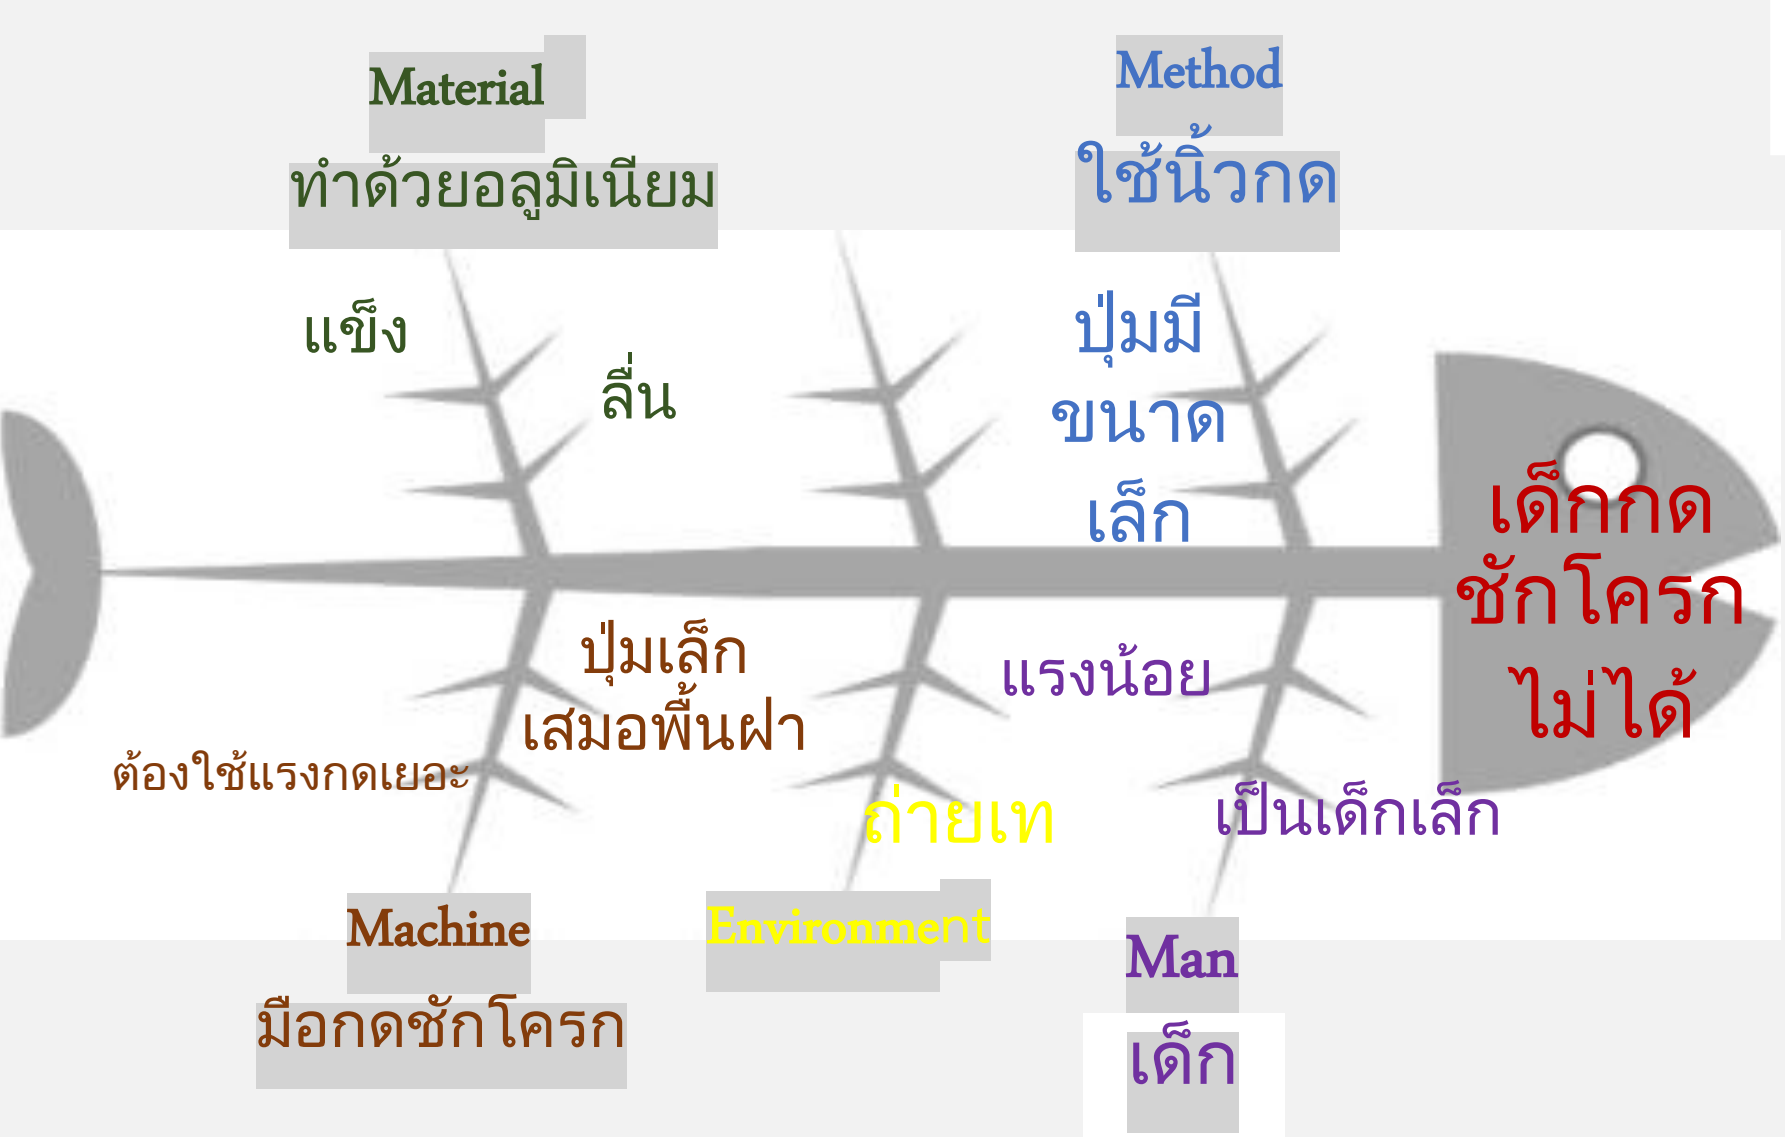 Material
ทำด้วยอลูมิเนียม
แข็ง
ลื่น
Method
ใช้นิ้วกด
ปุ่มมี
ขนาด
เล็ก
เด็กกด
ชักโครก
ไม่ได้
ปุ่มเล็ก
เสมอพื้นฝา
ต้องใช้แรงกดเยอะ
Machine
มือกดชักโครก
ถ่ายเท
Environment
แรงน้อย
เป็นเด็กเล็ก
Man
เด็ก